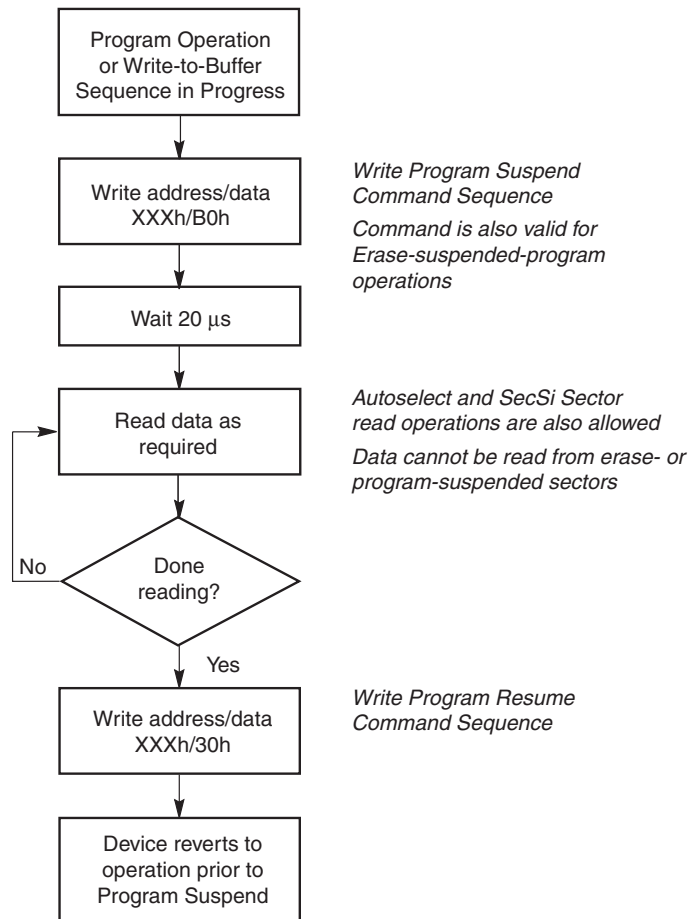 Program Operation
or Write-to-Buffer
Sequence in Progress
Write address/data
XXXh/B0h
Write Program Suspend
Command Sequence
Command is also valid for
Erase-suspended-program
operations
Wait 20 μs
Read data as
required
Autoselect and SecSi Sector
read operations are also allowed
Data cannot be read from erase- or
program-suspended sectors
Done
reading?
No
Yes
Write address/data
XXXh/30h
Write Program Resume
Command Sequence
Device reverts to
operation prior to
Program Suspend